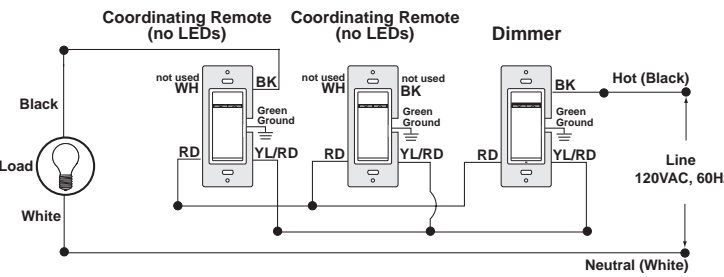 Coordinating Remote
(no LEDs)
Coordinating Remote
(no LEDs)
Dimmer
not used
WH
BK
not used
WH
not used
BK
BK
Hot (Black)
Black
Green
Ground
Green
Ground
Green
Ground
RD
YL/RD
RD
YL/RD
RD
YL/RD
Line
120VAC, 60H
Load
White
Neutral (White)